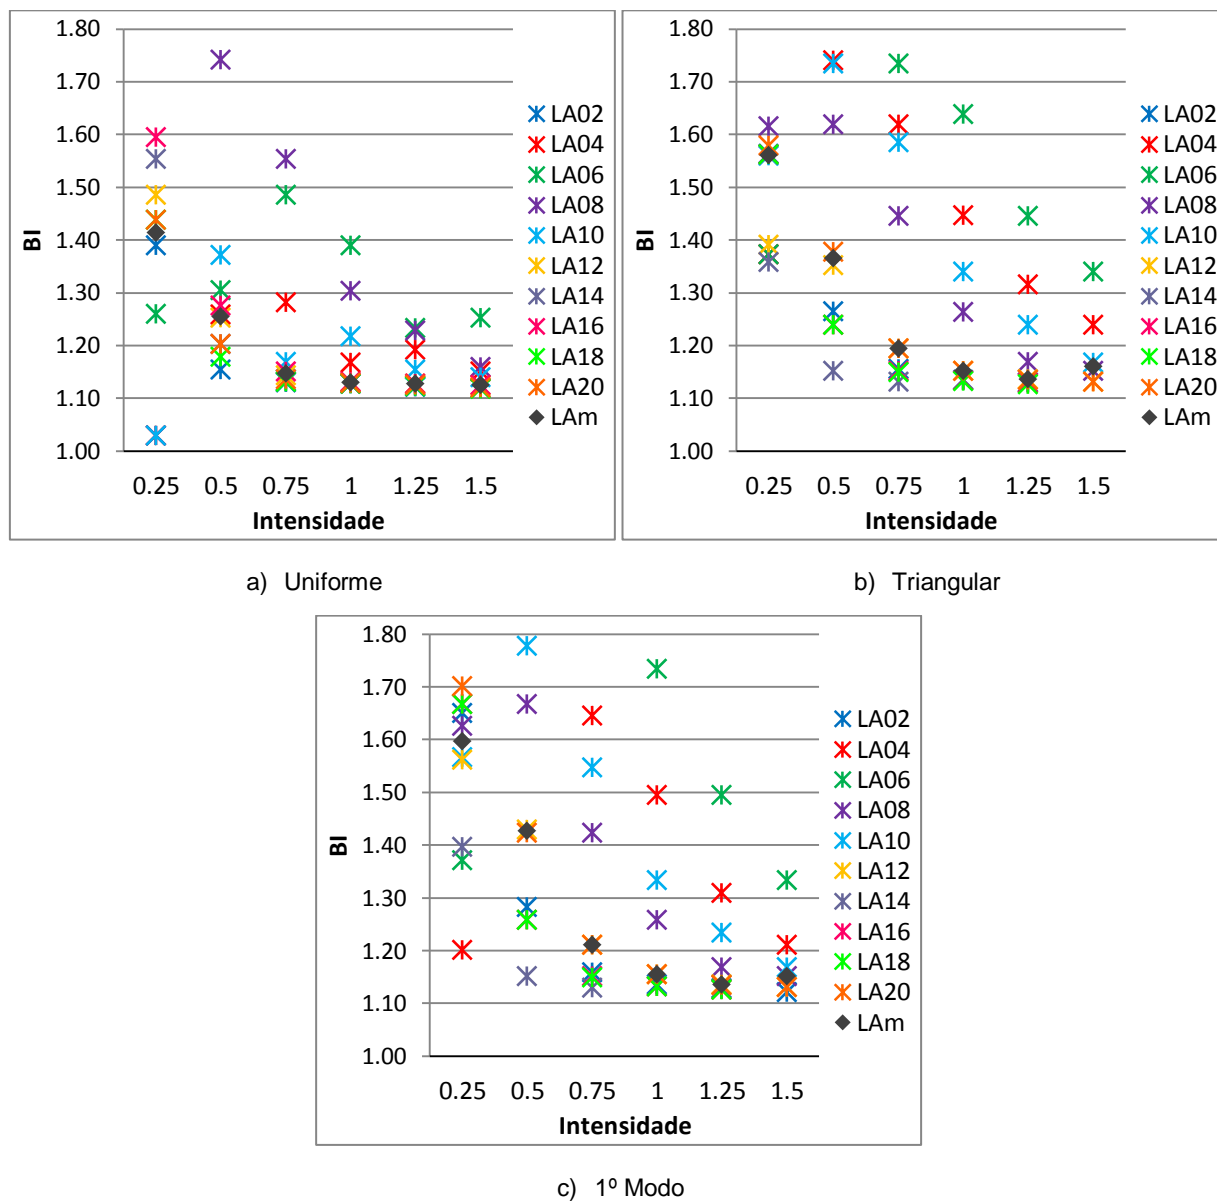 1.80
1.70
1.60
1.50
1.40
1.30
1.20
1.10
1.00
BI
0.25 0.5 0.75 1 1.25 1.5
Intensidade
LA02
LA04
LA06
LA08
LA10
LA12
LA14
LA16
LA18
LA20
LAm
a) Uniforme
1.80
1.70
1.60
1.50
1.40
1.30
1.20
1.10
1.00
BI
0.25 0.5 0.75 1 1.25 1.5
Intensidade
LA02
LA04
LA06
LA08
LA10
LA12
LA14
LA16
LA18
LA20
LAm
b) Triangular
1.80
1.70
1.60
1.50
1.40
1.30
1.20
1.10
1.00
BI
0.25 0.5 0.75 1 1.25 1.5
Intensidade
LA02
LA04
LA06
LA08
LA10
LA12
LA14
LA16
LA18
LA20
LAm
c) 1º Modo